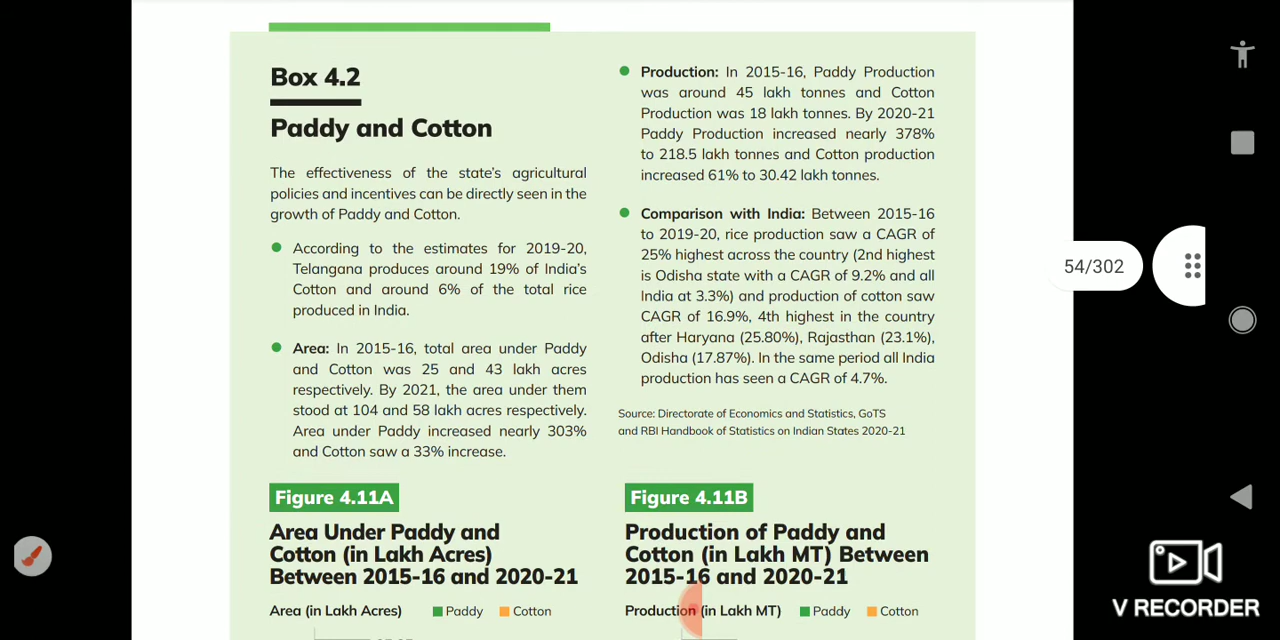 Box 4.2
Paddy and Cotton
The effectiveness of the state's agricultural
policies and incentives can be directly seen in the
growth of Paddy and Cotton.
According to the estimates for 2019-20,
Telangana produces around 19% of India's
Cotton and around 6% of the total rice
produced in India.
Area: In 2015-16, total area under Paddy
and Cotton was 25 and 43 lakh acres
respectively. By 2021, the area under them
stood at 104 and 58 lakh acres respectively.
Area under Paddy increased nearly 303%
and Cotton saw a 33% increase.
Production: In 2015-16, Paddy Production
was around 45 lakh tonnes and Cotton
Production was 18 lakh tonnes. By 2020-21
Paddy Production increased nearly 378%
to 218.5 lakh tonnes and Cotton production
increased 61% to 30.42 lakh tonnes.
Comparison with India: Between 2015-16
to 2019-20, rice production saw a CAGR of
25% highest across the country (2nd highest
is Odisha state with a CAGR of 9.2% and all
India at 3.3%) and production of cotton saw
CAGR of 16.9%, 4th highest in the country
after Haryana (25.80%), Rajasthan (23.1%),
Odisha (17.87%). In the same period all India
production has seen a CAGR of 4.7%.
Source: Directorate of Economics and Statistics, GoTS
and RBI Handbook of Statistics on Indian States 2020-21
Figure 4.11A
Area Under Paddy and
Cotton (in Lakh Acres)
Between 2015-16 and 2020-21
Area (in Lakh Acres) Paddy Cotton
Figure 4.11B
Production of Paddy and
Cotton (in Lakh MT) Between
2015-16 and 2020-21
Production (in Lakh MT) Paddy Cotton
54/302
V RECORDER